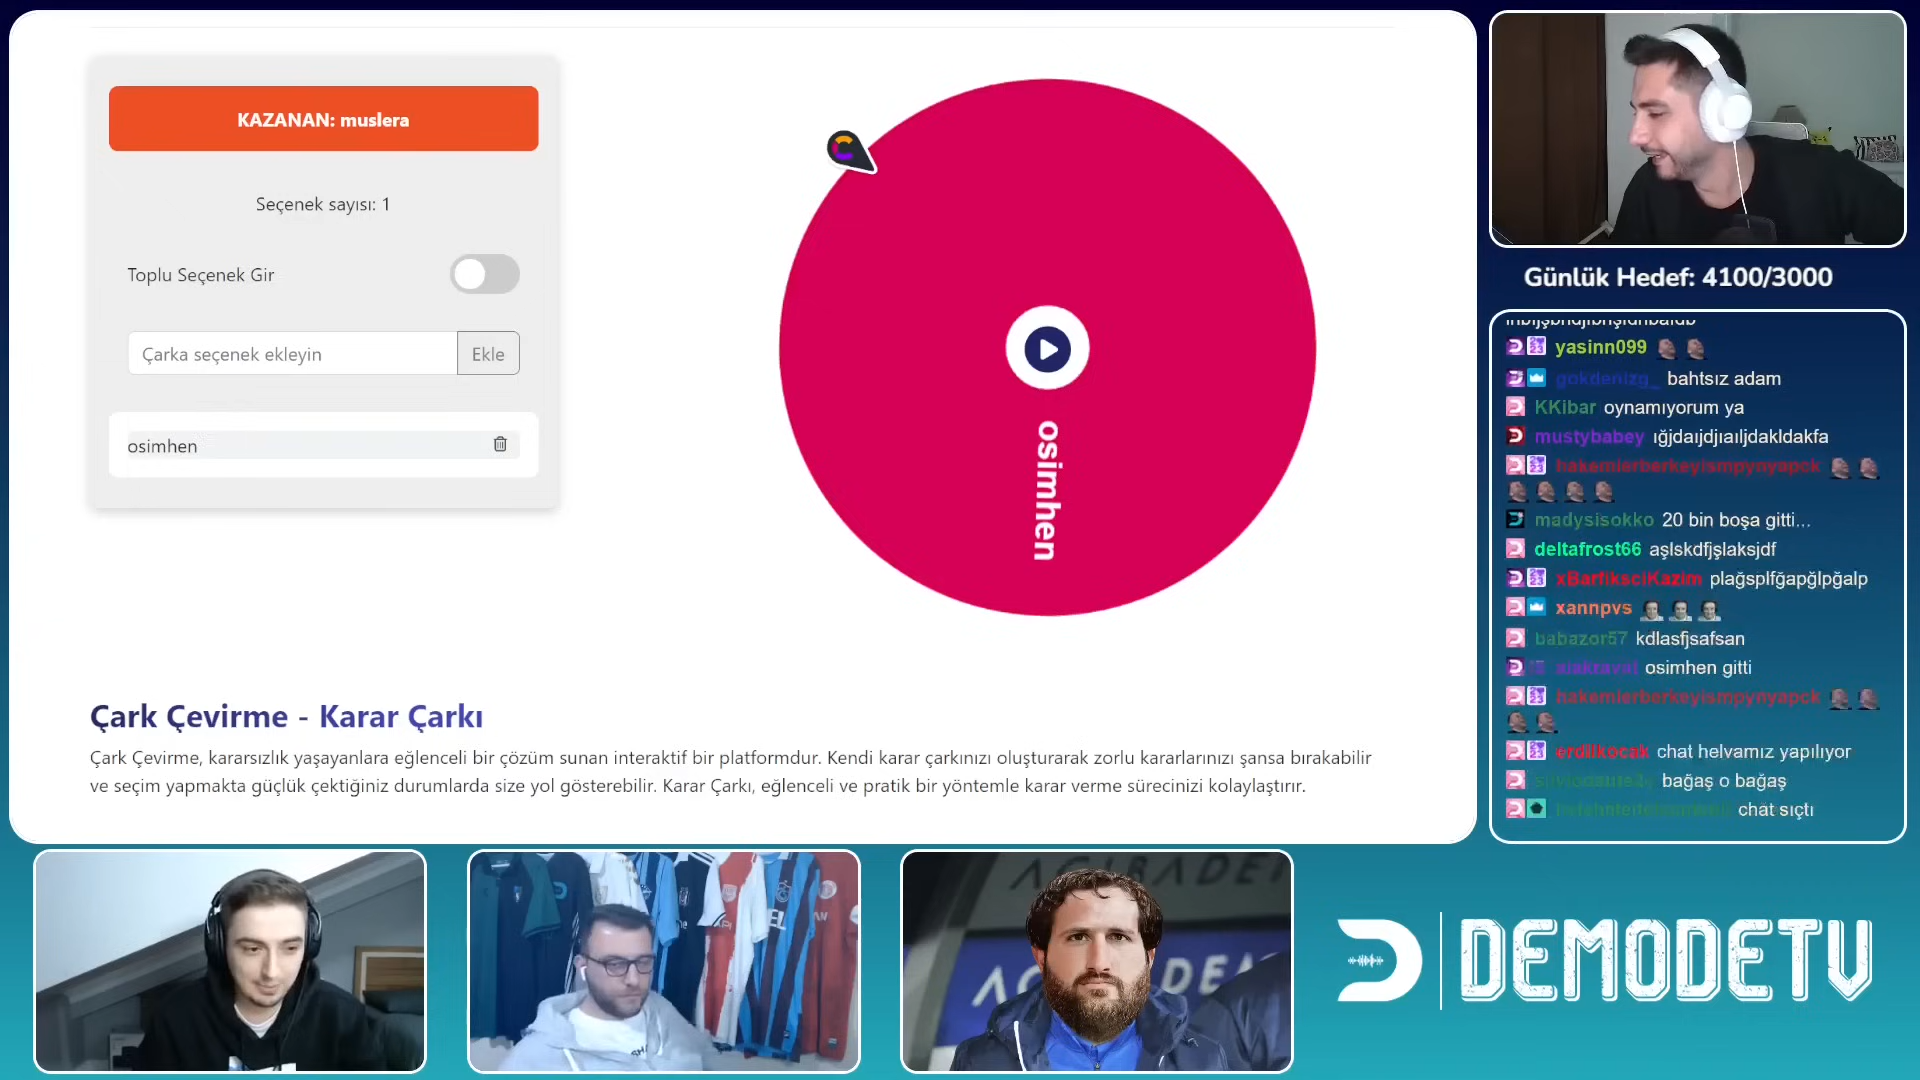 KAZANAN: muslera
Seçenek sayısı: 1
Toplu Seçenek Gir
Çarka seçenek ekleyin
Ekle
osimhen
osimhen
Çark Çevirme - Karar Çarkı
Çark Çevirme, kararsızlık yaşayanlara eğlenceli bir çözüm sunan interaktif bir platformdur. Kendi karar çarkınızı oluşturarak zorlu kararlarınızı şansa bırakabilir
ve seçim yapmakta güçlük çektiğiniz durumlarda size yol gösterebilir. Karar Çarkı, eğlenceli ve pratik bir yöntemle karar verme sürecinizi kolaylaştırır.
Günlük Hedef: 4100/3000
yasinn099
gokdenizg_ bahtsız adam
KKibar oynamıyorum ya
mustybabey ığjdaıjdjıaıljdakldakfa
hakemlerberkeyismpynyapck
madysisokko 20 bin boşa gitti...
deltafrost66 aşlskdfjşlaksjdf
xBarfiksciKazim plağsplfğapğlpğalp
xannpvs
babazor57 kdlasfjsafsan
osimhen gitti
hakemlerberkeyismpynyapck
erdilkocak chat helvamız yapılıyor
bağaş o bağaş
chat sıçtı
DEMODETV